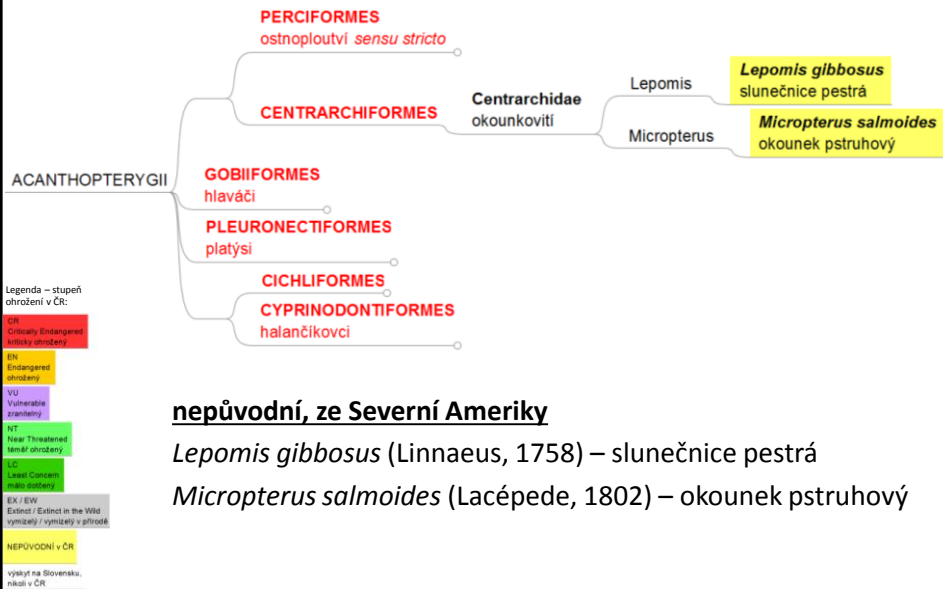 PERCIFORMES
ostnoploutví sensu stricto
CENTRARCHIFORMES
Centrarchidae
okounkovití
Lepomis
Lepomis gibbosus
slunečnice pestrá
Micropterus
Micropterus salmoides
okounek pstruhový
ACANTHOPTERYGII
GOBIIFORMES
hlaváči
PLEURONECTIFORMES
platýsi
CICHLIFORMES
CYPRINODONTIFORMES
halančíkovci
Legenda – stupeň
ohrožení v ČR:
CR
Critically Endangered
kriticky ohrožený
EN
Endangered
ohrožený
VU
Vulnerable
zranitelný
NT
Near Threatened
téměř ohrožený
LC
Least Concern
málo dotčený
EX / EW
Extinct / Extinct in the Wild
vymizelý / vymizelý v přírodě
NEPŮVODNÍ v ČR
výskyt na Slovensku,
nikoli v ČR
nepůvodní, ze Severní Ameriky
Lepomis gibbosus (Linnaeus, 1758) – slunečnice pestrá
Micropterus salmoides (Lacépede, 1802) – okounek pstruhový